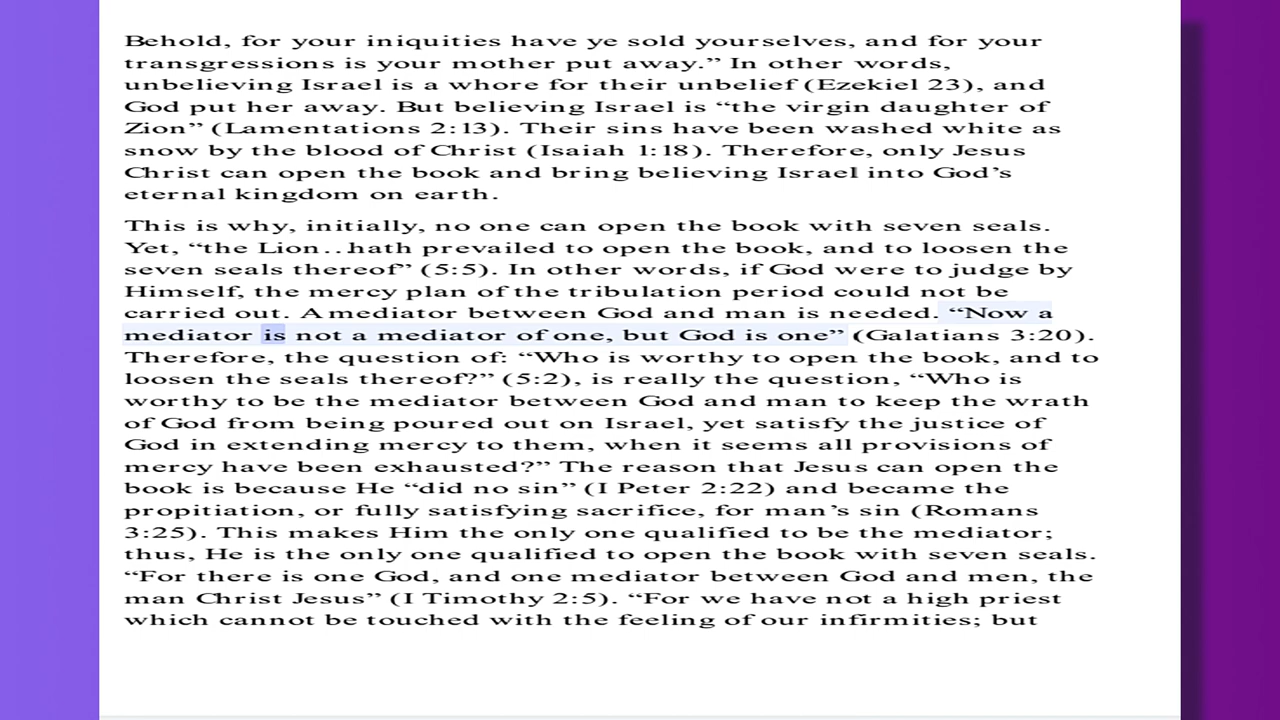 Behold, for your iniquities have ye sold yourselves, and for your
transgressions is your mother put away.” In other words,
unbelieving Israel is a whore for their unbelief (Ezekiel 23), and
God put her away. But believing Israel is “the virgin daughter of
Zion” (Lamentations 2:13). Their sins have been washed white as
snow by the blood of Christ (Isaiah 1:18). Therefore, only Jesus
Christ can open the book and bring believing Israel into God’s
eternal kingdom on earth.
This is why, initially, no one can open the book with seven seals.
Yet, “the Lion…hath prevailed to open the book, and to loosen the
seven seals thereof” (5:5). In other words, if God were to judge by
Himself, the mercy plan of the tribulation period could not be
carried out. A mediator between God and man is needed. “Now a
mediator is not a mediator of one, but God is one” (Galatians 3:20).
Therefore, the question of: “Who is worthy to open the book, and to
loosen the seals thereof?” (5:2), is really the question, “Who is
worthy to be the mediator between God and man to keep the wrath
of God from being poured out on Israel, yet satisfy the justice of
God in extending mercy to them, when it seems all provisions of
mercy have been exhausted?” The reason that Jesus can open the
book is because He “did no sin” (I Peter 2:22) and became the
propitiation, or fully satisfying sacrifice, for man’s sin (Romans
3:25). This makes Him the only one qualified to be the mediator;
thus, He is the only one qualified to open the book with seven seals.
“For there is one God, and one mediator between God and men, the
man Christ Jesus” (I Timothy 2:5). “For we have not a high priest
which cannot be touched with the feeling of our infirmities; but